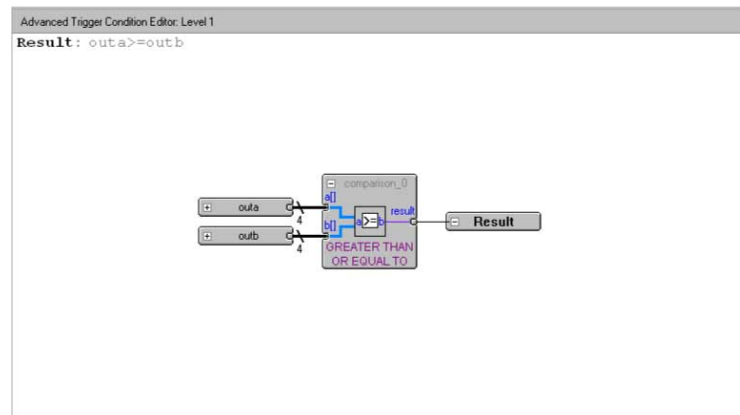 Advanced Trigger Condition Editor: Level 1
Result: outa>=outb
comparison_0
a[]
outa
4
result
b[]
a>=b
Result
outb
4
GREATER THAN
OR EQUAL TO